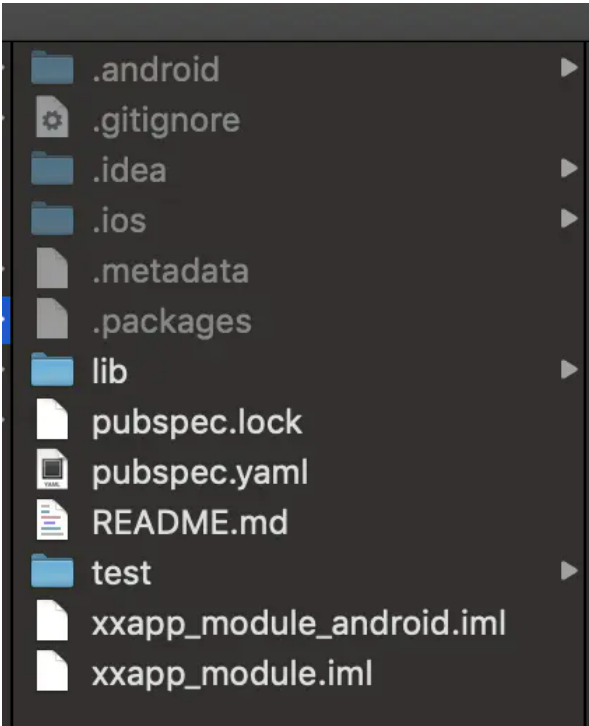 .android
.gitignore
.idea
.ios
.metadata
.packages
lib
pubspec.lock
pubspec.yaml
README.md
test
xxapp_module_android.iml
xxapp_module.iml